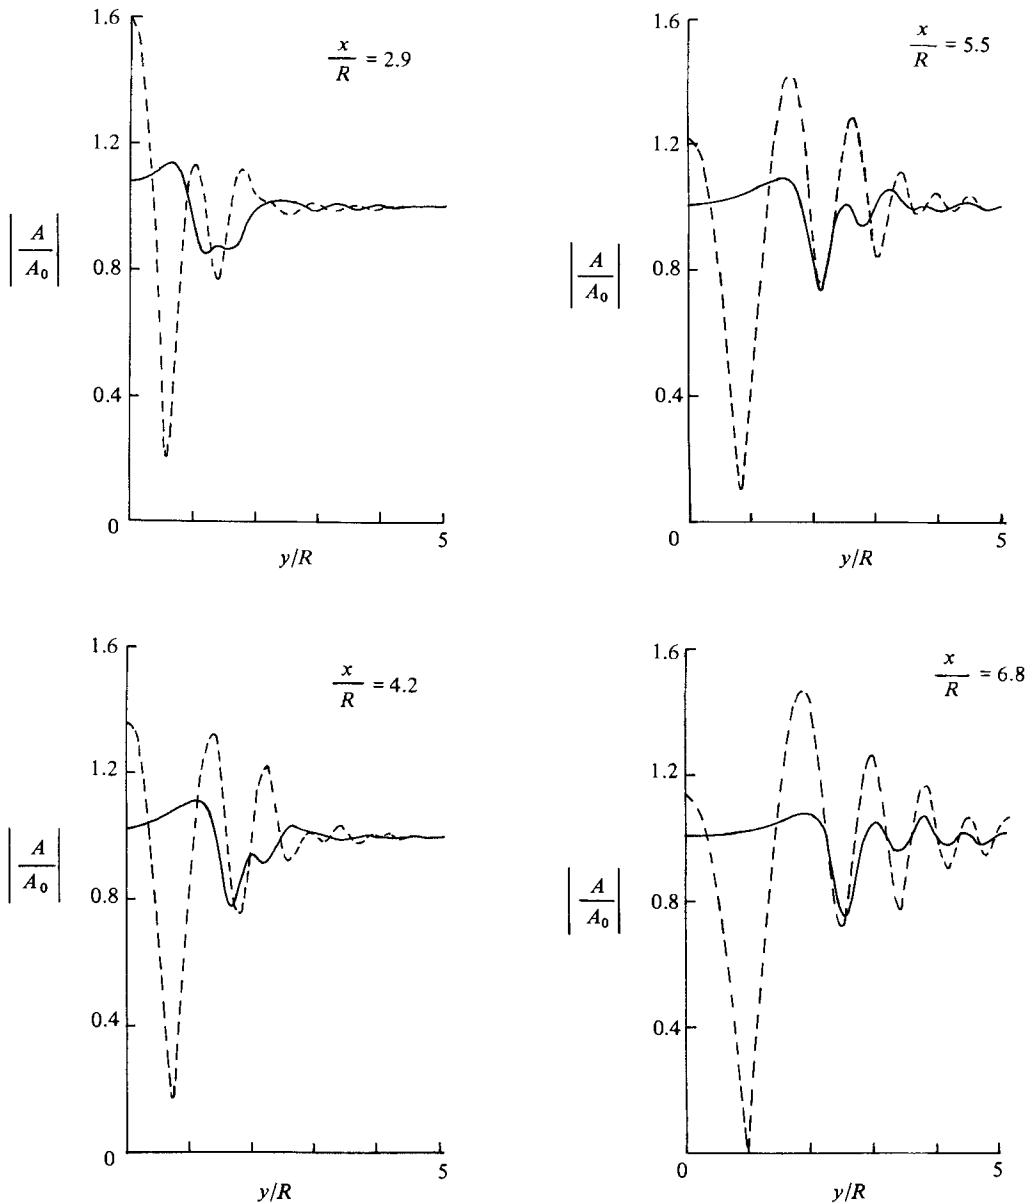 1.6
x/R = 2.9
1.2
|A/A₀|
0.8
0.4
0
5
y/R
1.6
x/R = 5.5
1.2
|A/A₀|
0.8
0.4
0
5
y/R
1.6
x/R = 4.2
1.2
|A/A₀|
0.8
0.4
0
5
y/R
1.6
x/R = 6.8
1.2
|A/A₀|
0.8
0.4
0
5
y/R